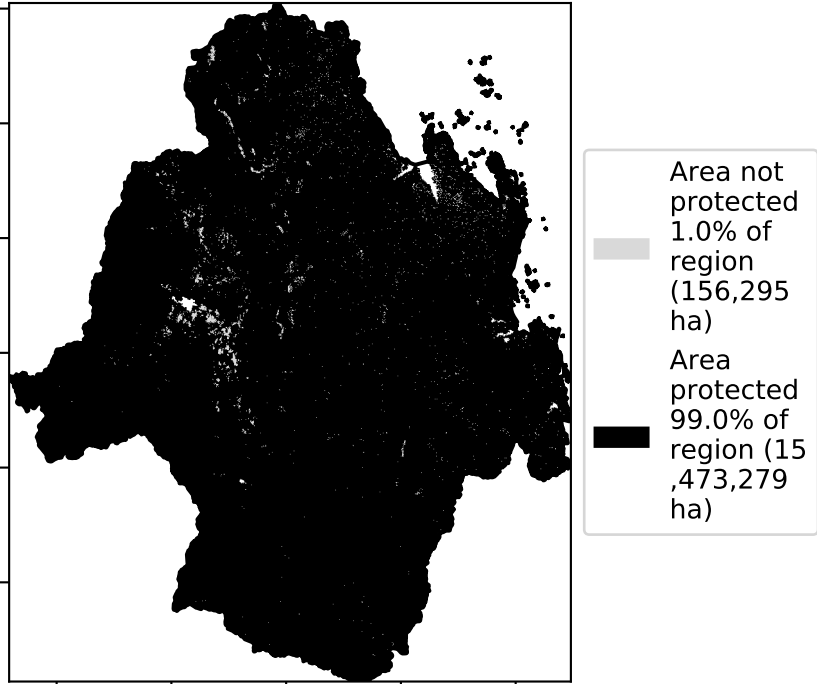 Area not
protected
1.0% of
region
(156,295
ha)
Area
protected
99.0% of
region (15
,473,279
ha)